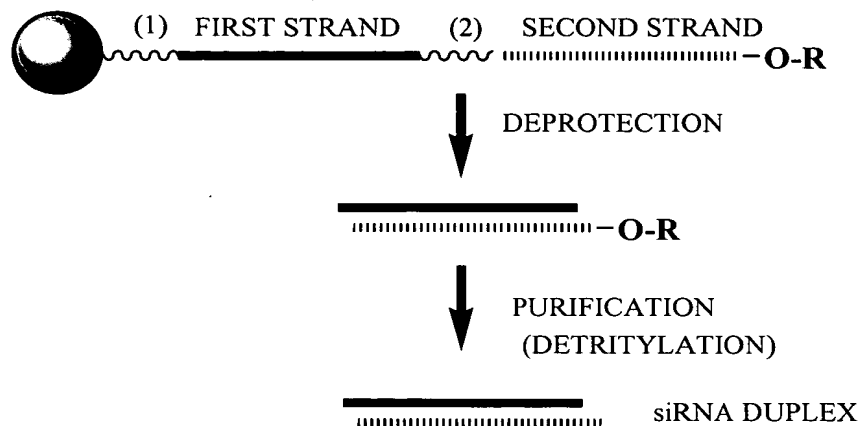 (1) FIRST STRAND (2) SECOND STRAND
O-R
DEPROTECTION
O-R
PURIFICATION
(DETRITYLATION)
siRNA DUPLEX